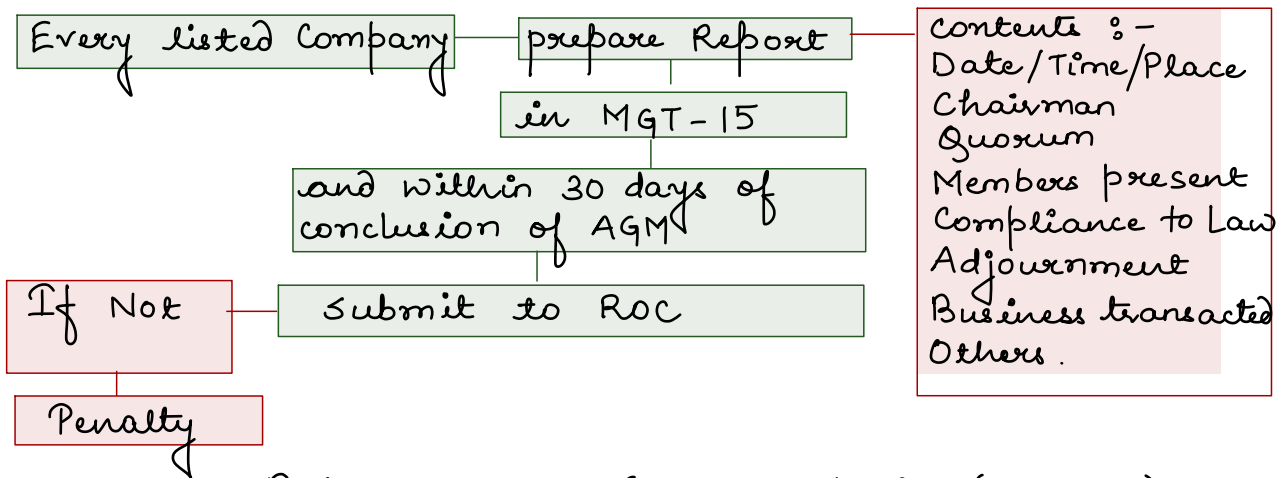 Every listed Company
prepare Report
in MGT-15
and within 30 days of
conclusion of AGM
submit to ROC
If Not
Penalty
contents :-
Date/Time/Place
Chairman
Quorum
Members present
Compliance to Law
Adjournment
Business transacted
Others.